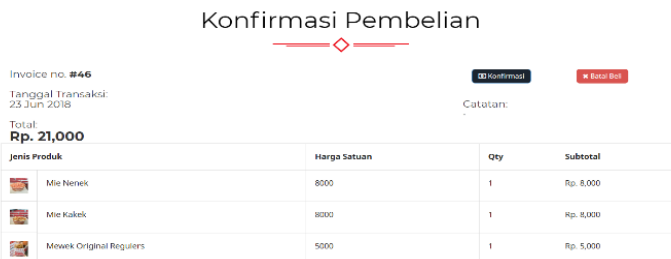 Konfirmasi Pembelian
Invoice no. #46
Konfirmasi
Batal Beli
Tanggal Transaksi:
23 Jun 2018
Catatan:
-
Total:
Rp. 21,000
Jenis Produk Harga Satuan Qty Subtotal
Mie Nenek 8000 1 Rp. 8,000
Mie Kakek 8000 1 Rp. 8,000
Mewek Original Regulers 5000 1 Rp. 5,000